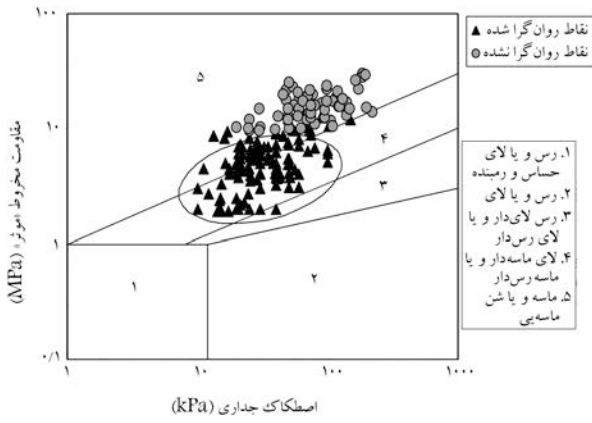 ۱۰۰
۱۰
۱
۰/۱
مقاومت مخروط «موثر» (MPa)
۵
۴
۳
۲
۱
۱
۱۰
۱۰۰
۱۰۰۰
اصطکاک جداری (kPa)
نقاط روان‌گرا شده
نقاط روان‌گرا نشده
۱. رس و یا لای
حساس و رمبنده
۲. رس و یا لای
۳. رس لای‌دار و یا
لای رس‌دار
۴. لای ماسه‌دار و یا
ماسه رس‌دار
۵. ماسه و یا شن
ماسه‌یی